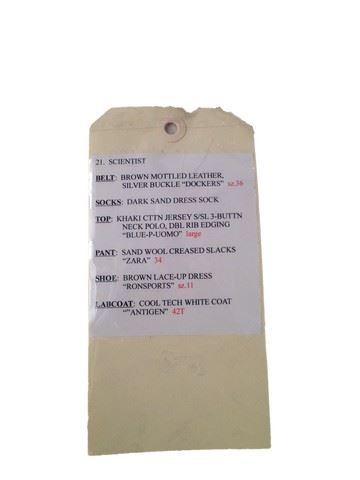 21. SCIENTIST
BELT: BROWN MOTTLED LEATHER,
SILVER BUCKLE "DOCKERS" sz.36
SOCKS: DARK SAND DRESS SOCK
TOP: KHAKI CTTN JERSEY S/SL 3-BUTTN
NECK POLO, DBL RIB EDGING
"BLUE-P-UOMO" large
PANT: SAND WOOL CREASED SLACKS
"ZARA" 34
SHOE: BROWN LACE-UP DRESS
"RONSPORTS" sz.11
LABCOAT: COOL TECH WHITE COAT
""ANTIGEN" 42T